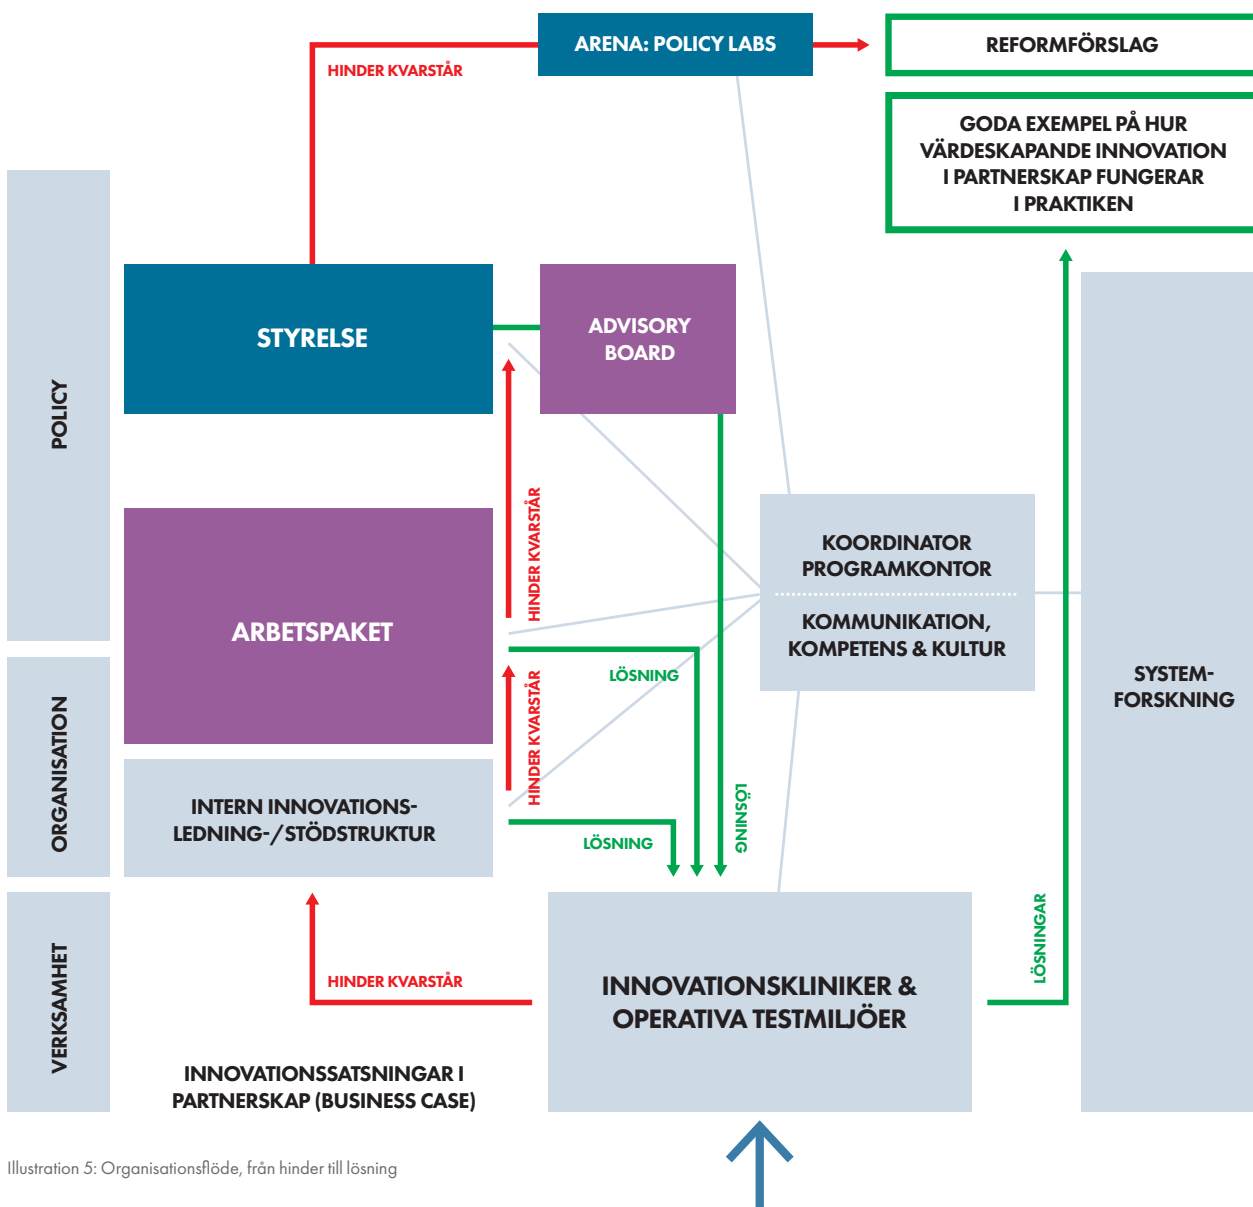 ARENA: POLICY LABS
REFORMFÖRSLAG
HINDER KVARSTÅR
GODA EXEMPEL PÅ HUR
VÄRDESKAPANDE INNOVATION
I PARTNERSKAP FUNGERAR
I PRAKTIKEN
POLICY
STYRELSE
ADVISORY
BOARD
HINDER KVARSTÅR
ARBETSPAKET
KOORDINATOR
PROGRAMKONTOR
KOMMUNIKATION,
KOMPETENS & KULTUR
LÖSNING
SYSTEM-
FORSKNING
ORGANISATION
HINDER KVARSTÅR
INTERN INNOVATIONS-
LEDNING-/STÖDSTRUKTUR
LÖSNING
LÖSNING
VERKSAMHET
HINDER KVARSTÅR
INNOVATIONSKLINIKER &
OPERATIVA TESTMILJÖER
LÖSNINGAR
INNOVATIONSSATSNINGAR I
PARTNERSKAP (BUSINESS CASE)
Illustration 5: Organisationsflöde, från hinder till lösning